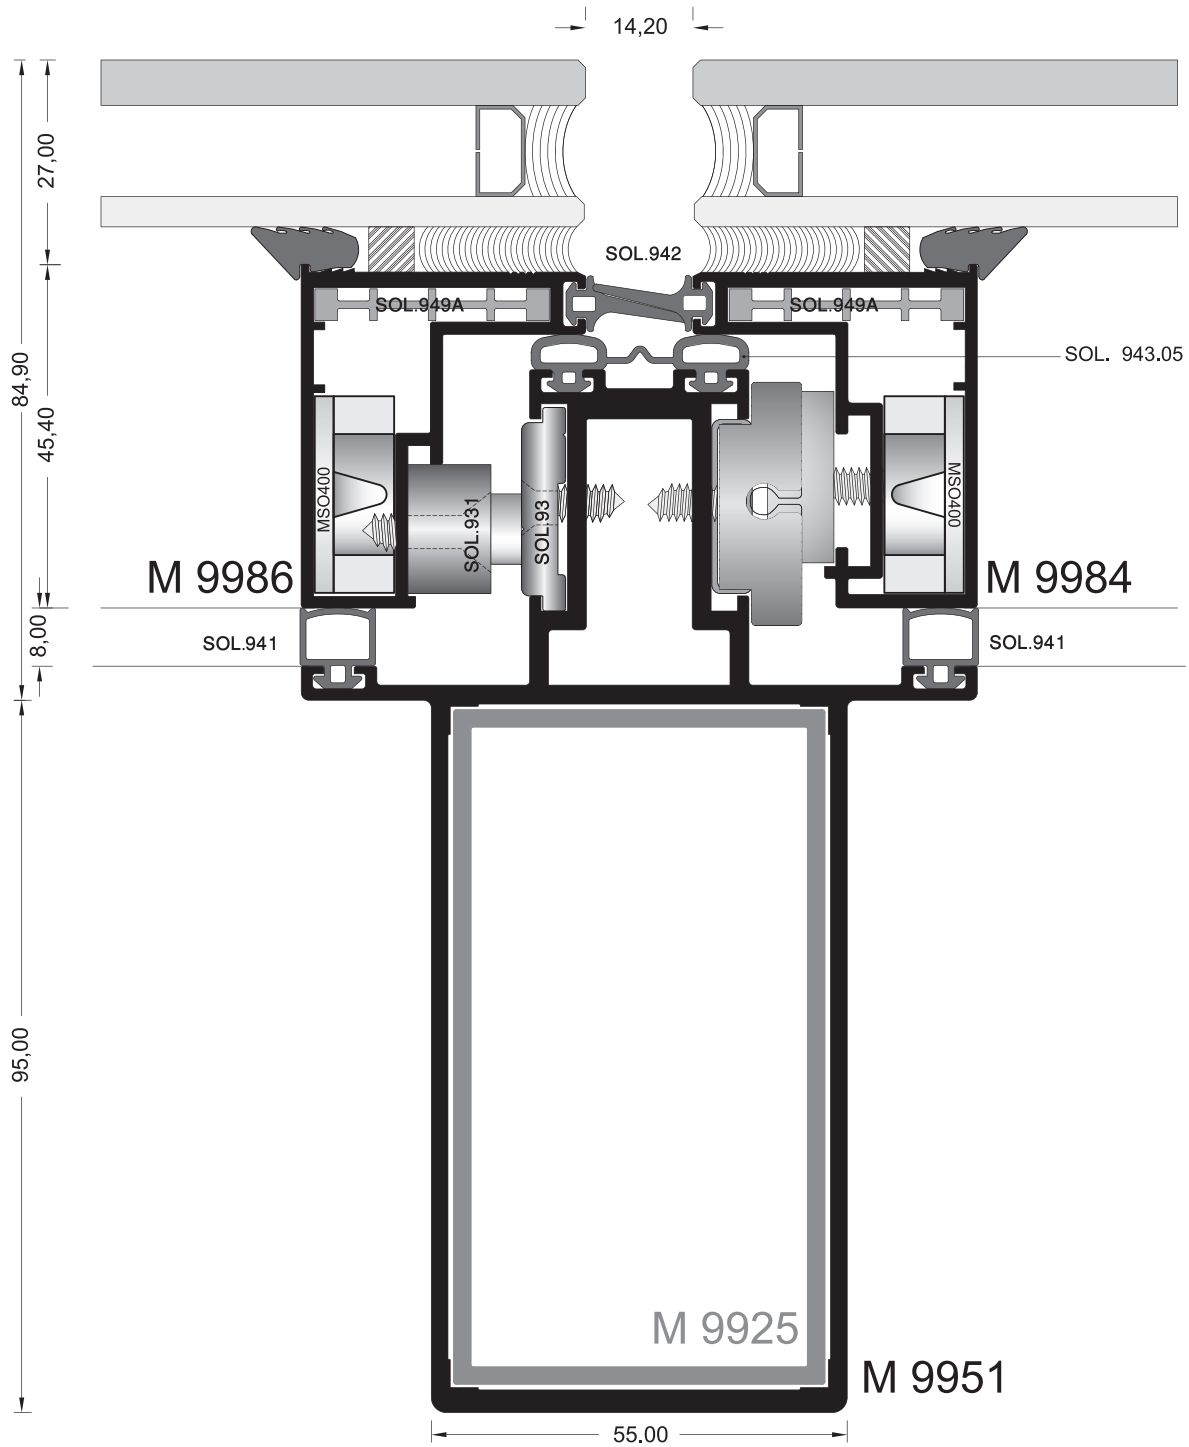 14,20
27,00
SOL.942
SOL.949A
SOL.949A
SOL. 943.05
84,90
45,40
MSO400
SOL.931
SOL.93
MSO400
M 9986
M 9984
8,00
SOL.941
SOL.941
95,00
M 9925
M 9951
55,00